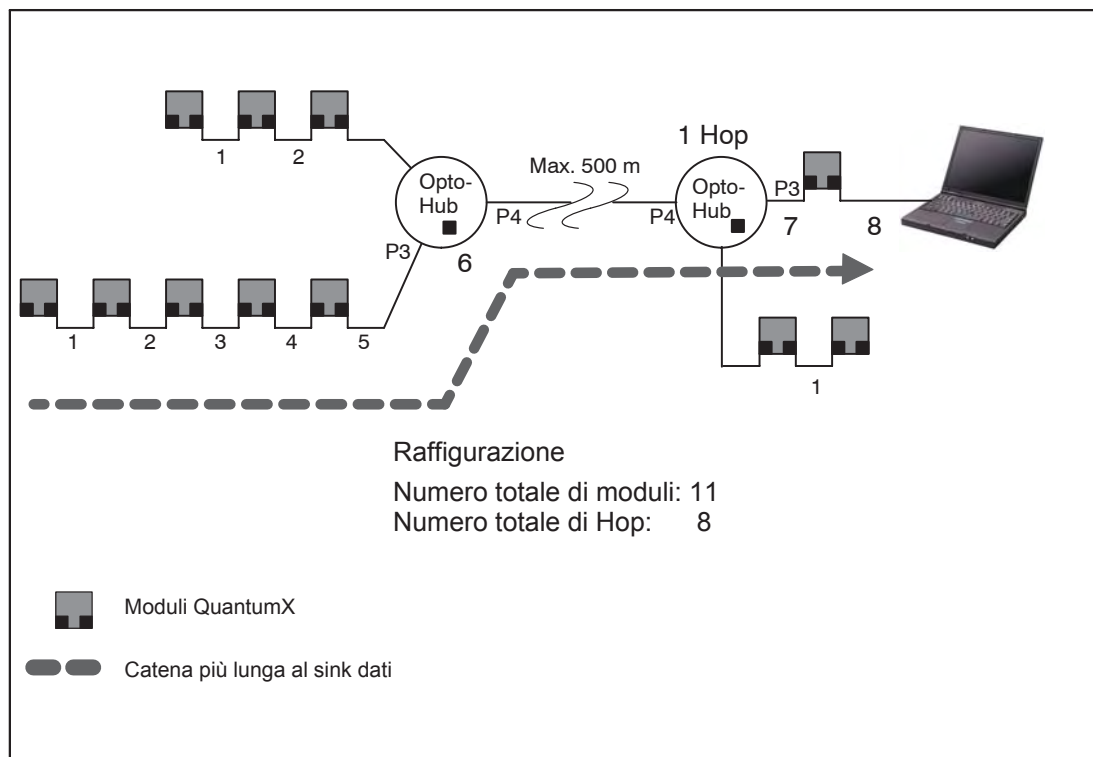 1 2
1 Hop
Max. 500 m
Opto-
Hub
P3
P4
6
P4
Opto-
Hub
P3
7
8
1 2 3 4 5
1
Raffigurazione
Numero totale di moduli: 11
Numero totale di Hop: 8
Moduli QuantumX
Catena più lunga al sink dati